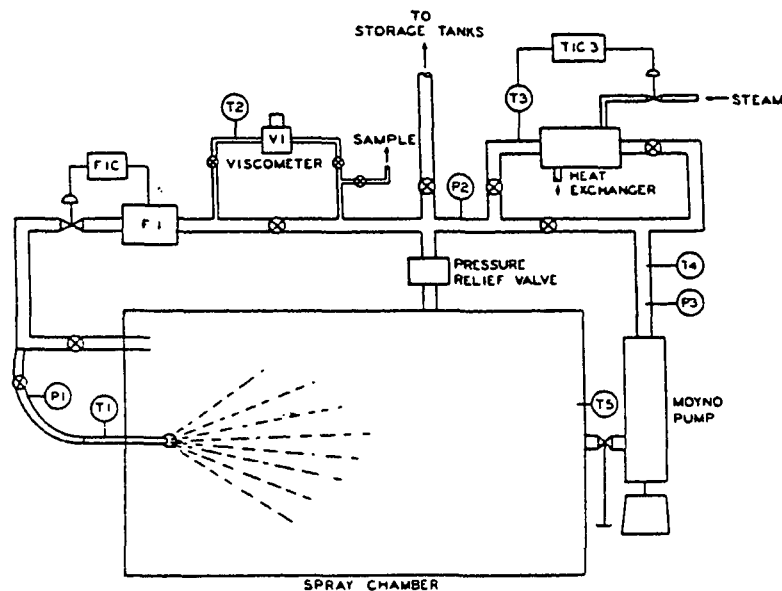 TO
STORAGE TANKS
TIC 3
T3
STEAM
T2
V1
VISCOMETER
SAMPLE
FIC
F1
P2
HEAT
EXCHANGER
PRESSURE
RELIEF VALVE
T4
P3
P1
T1
T5
MOYNO
PUMP
SPRAY CHAMBER